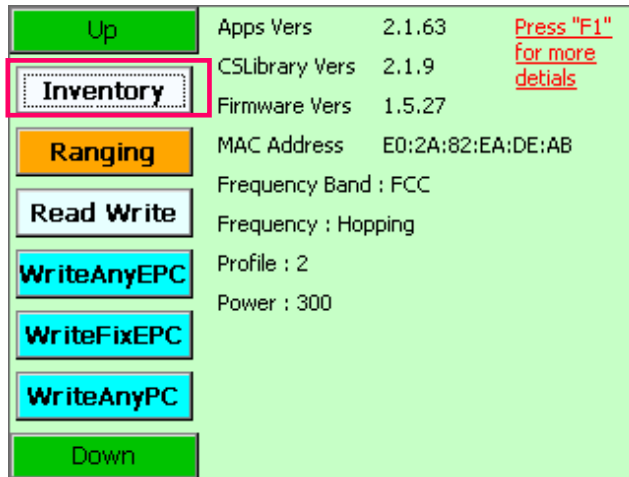 Up
Inventory
Ranging
Read Write
WriteAnyEPC
WriteFixEPC
WriteAnyPC
Down
Apps Vers 2.1.63
CSLibrary Vers 2.1.9
Firmware Vers 1.5.27
MAC Address E0:2A:82:EA:DE:AB
Frequency Band : FCC
Frequency : Hopping
Profile : 2
Power : 300
Press "F1"
for more
detials